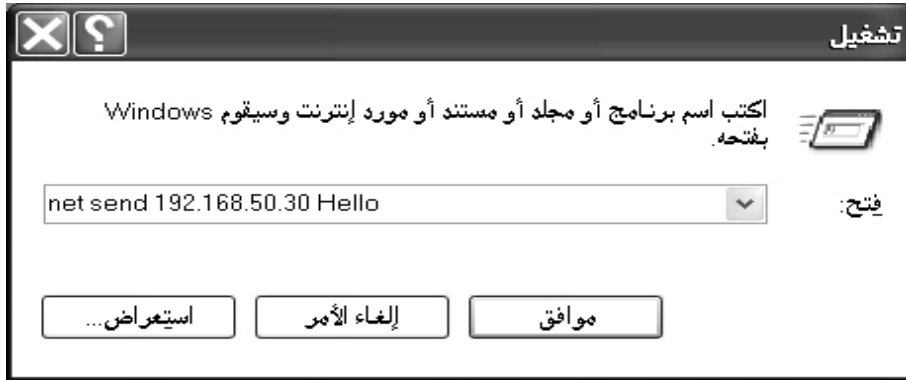 تشغيل
اكتب اسم برنامج أو مجلد أو مستند أو مورد إنترنت وسيقوم Windows
بفتحه.
فتح:
net send 192.168.50.30 Hello
موافق
إلغاء الأمر
استعراض...